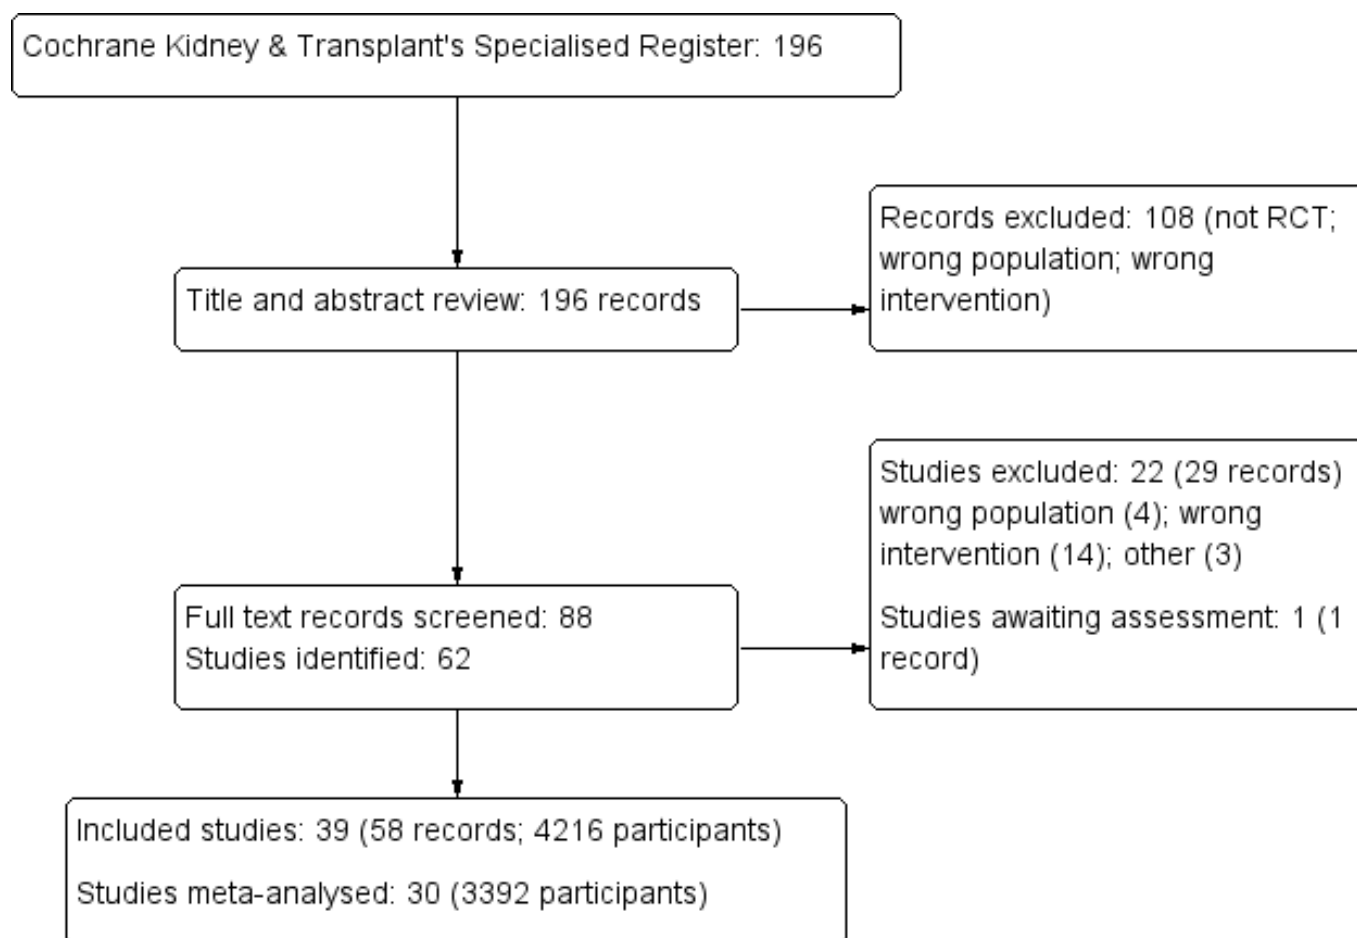 Cochrane Kidney & Transplant's Specialised Register: 196
Records excluded: 108 (not RCT;
wrong population; wrong
intervention)
Title and abstract review: 196 records
Studies excluded: 22 (29 records)
wrong population (4); wrong
intervention (14); other (3)
Studies awaiting assessment: 1 (1
record)
Full text records screened: 88
Studies identified: 62
Included studies: 39 (58 records; 4216 participants)
Studies meta-analysed: 30 (3392 participants)